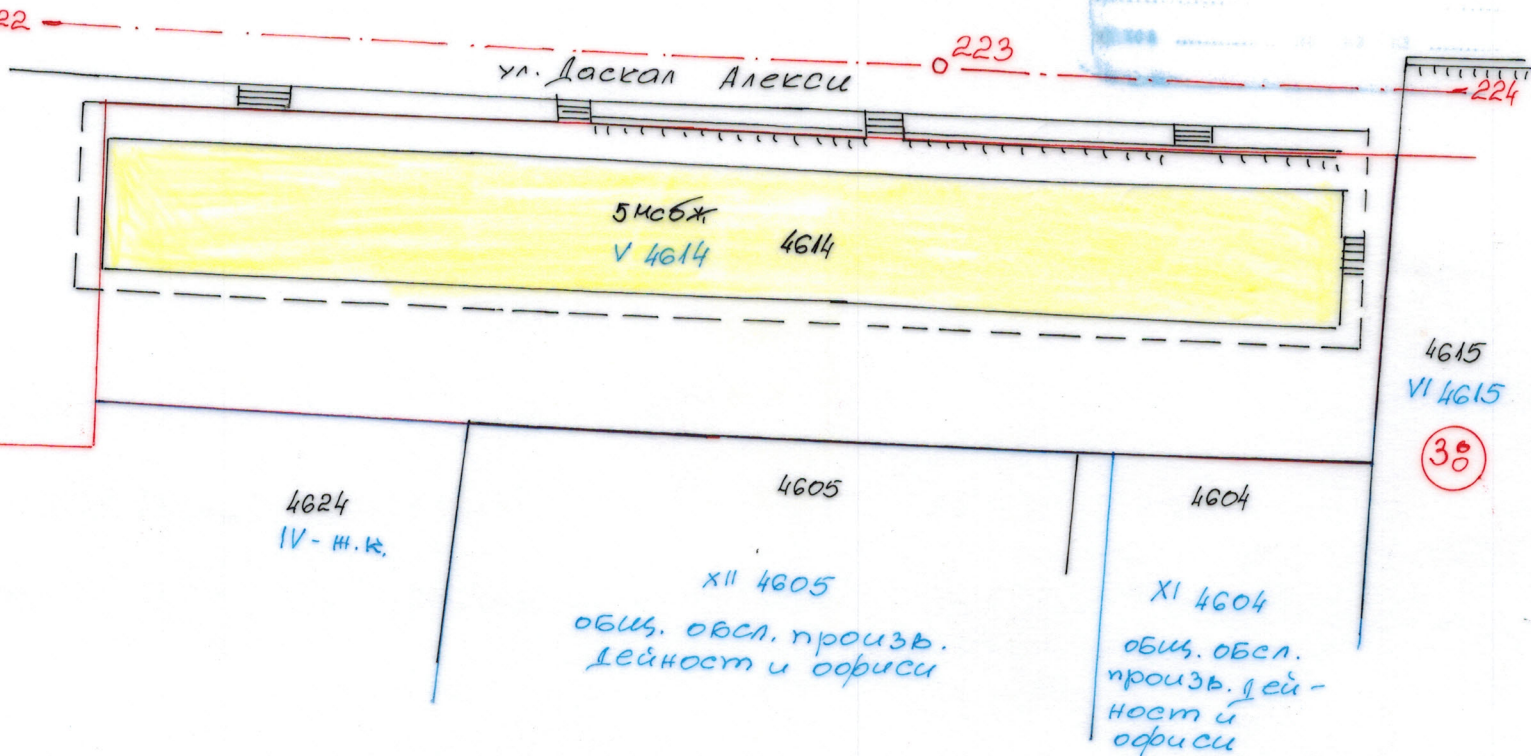 22
223
ул. Даскал Алекси
224
5МСбЖ
V 4614
4614
4615
VI 4615
38
4624
IV - ж.к.
4605
4604
XII 4605
общ. обсл. произв.
дейност и офиси
XI 4604
общ. обсл.
произв. дей-
ност и
офиси